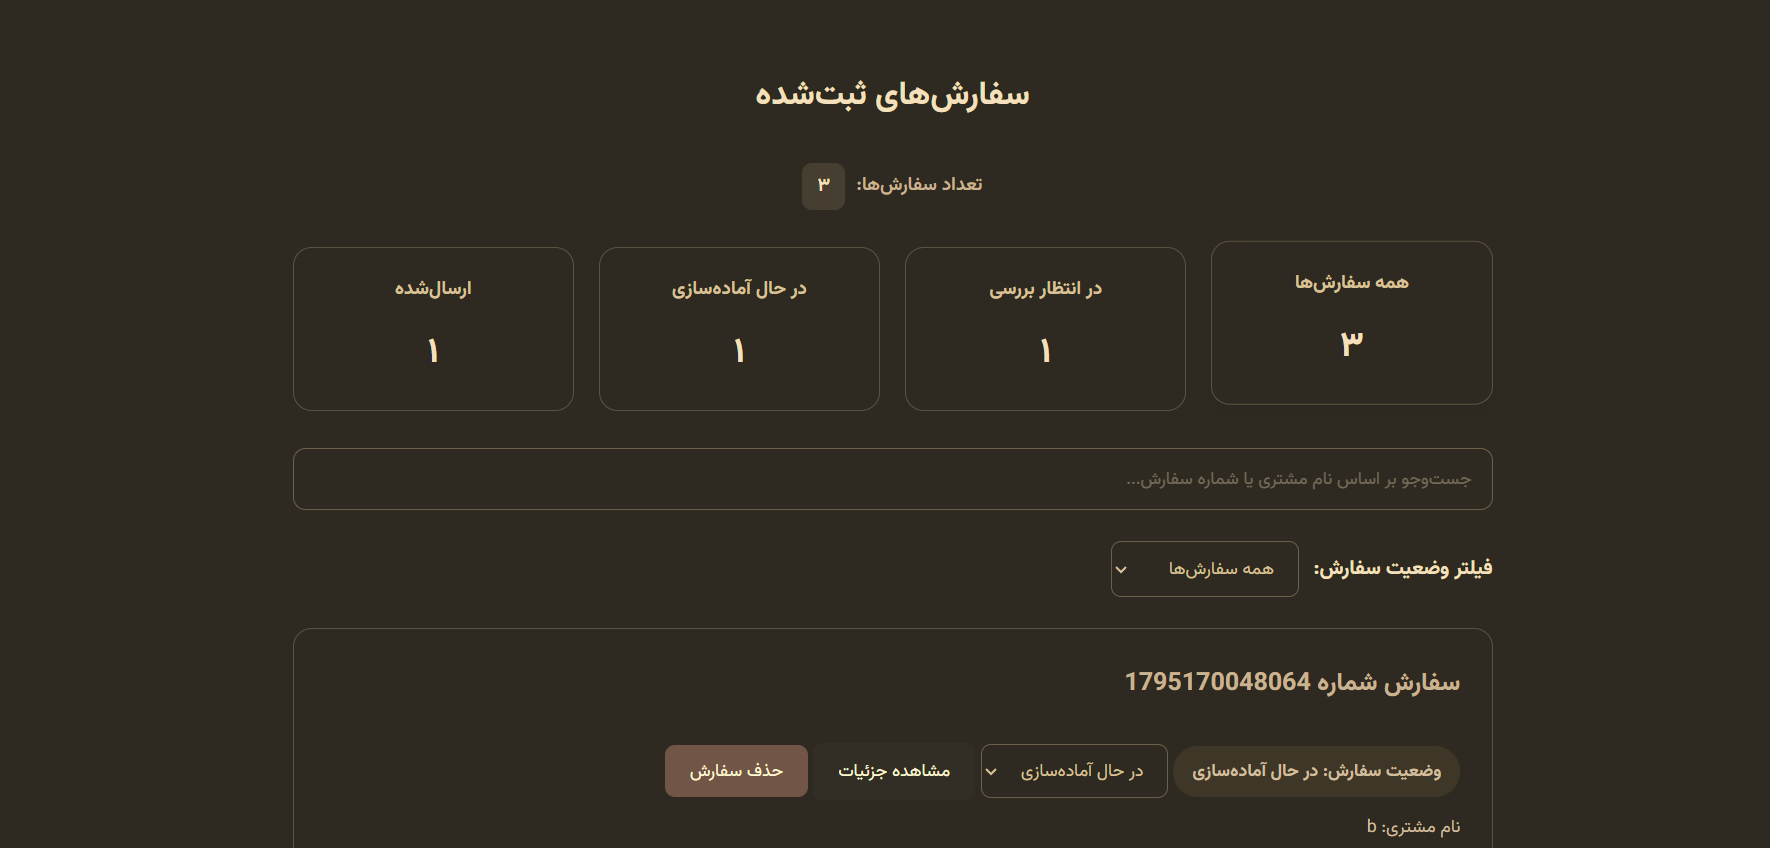 سفارش‌های ثبت‌شده
تعداد سفارش‌ها: ۳
همه سفارش‌ها
۳
در انتظار بررسی
۱
در حال آماده‌سازی
۱
ارسال‌شده
۱
جست‌وجو بر اساس نام مشتری یا شماره سفارش...
فیلتر وضعیت سفارش: همه سفارش‌ها
سفارش شماره 1795170048064
وضعیت سفارش: در حال آماده‌سازی در حال آماده‌سازی مشاهده جزئیات حذف سفارش
نام مشتری: b